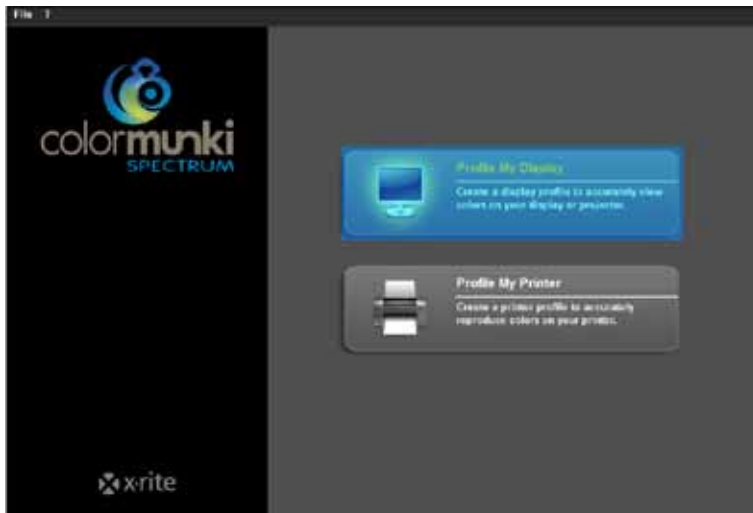 File ?
colormunki
SPECTRUM
Profile My Display
Create a display profile to accurately view
colors on your display or projector.
Profile My Printer
Create a printer profile to accurately
reproduce colors on your printer.
x·rite